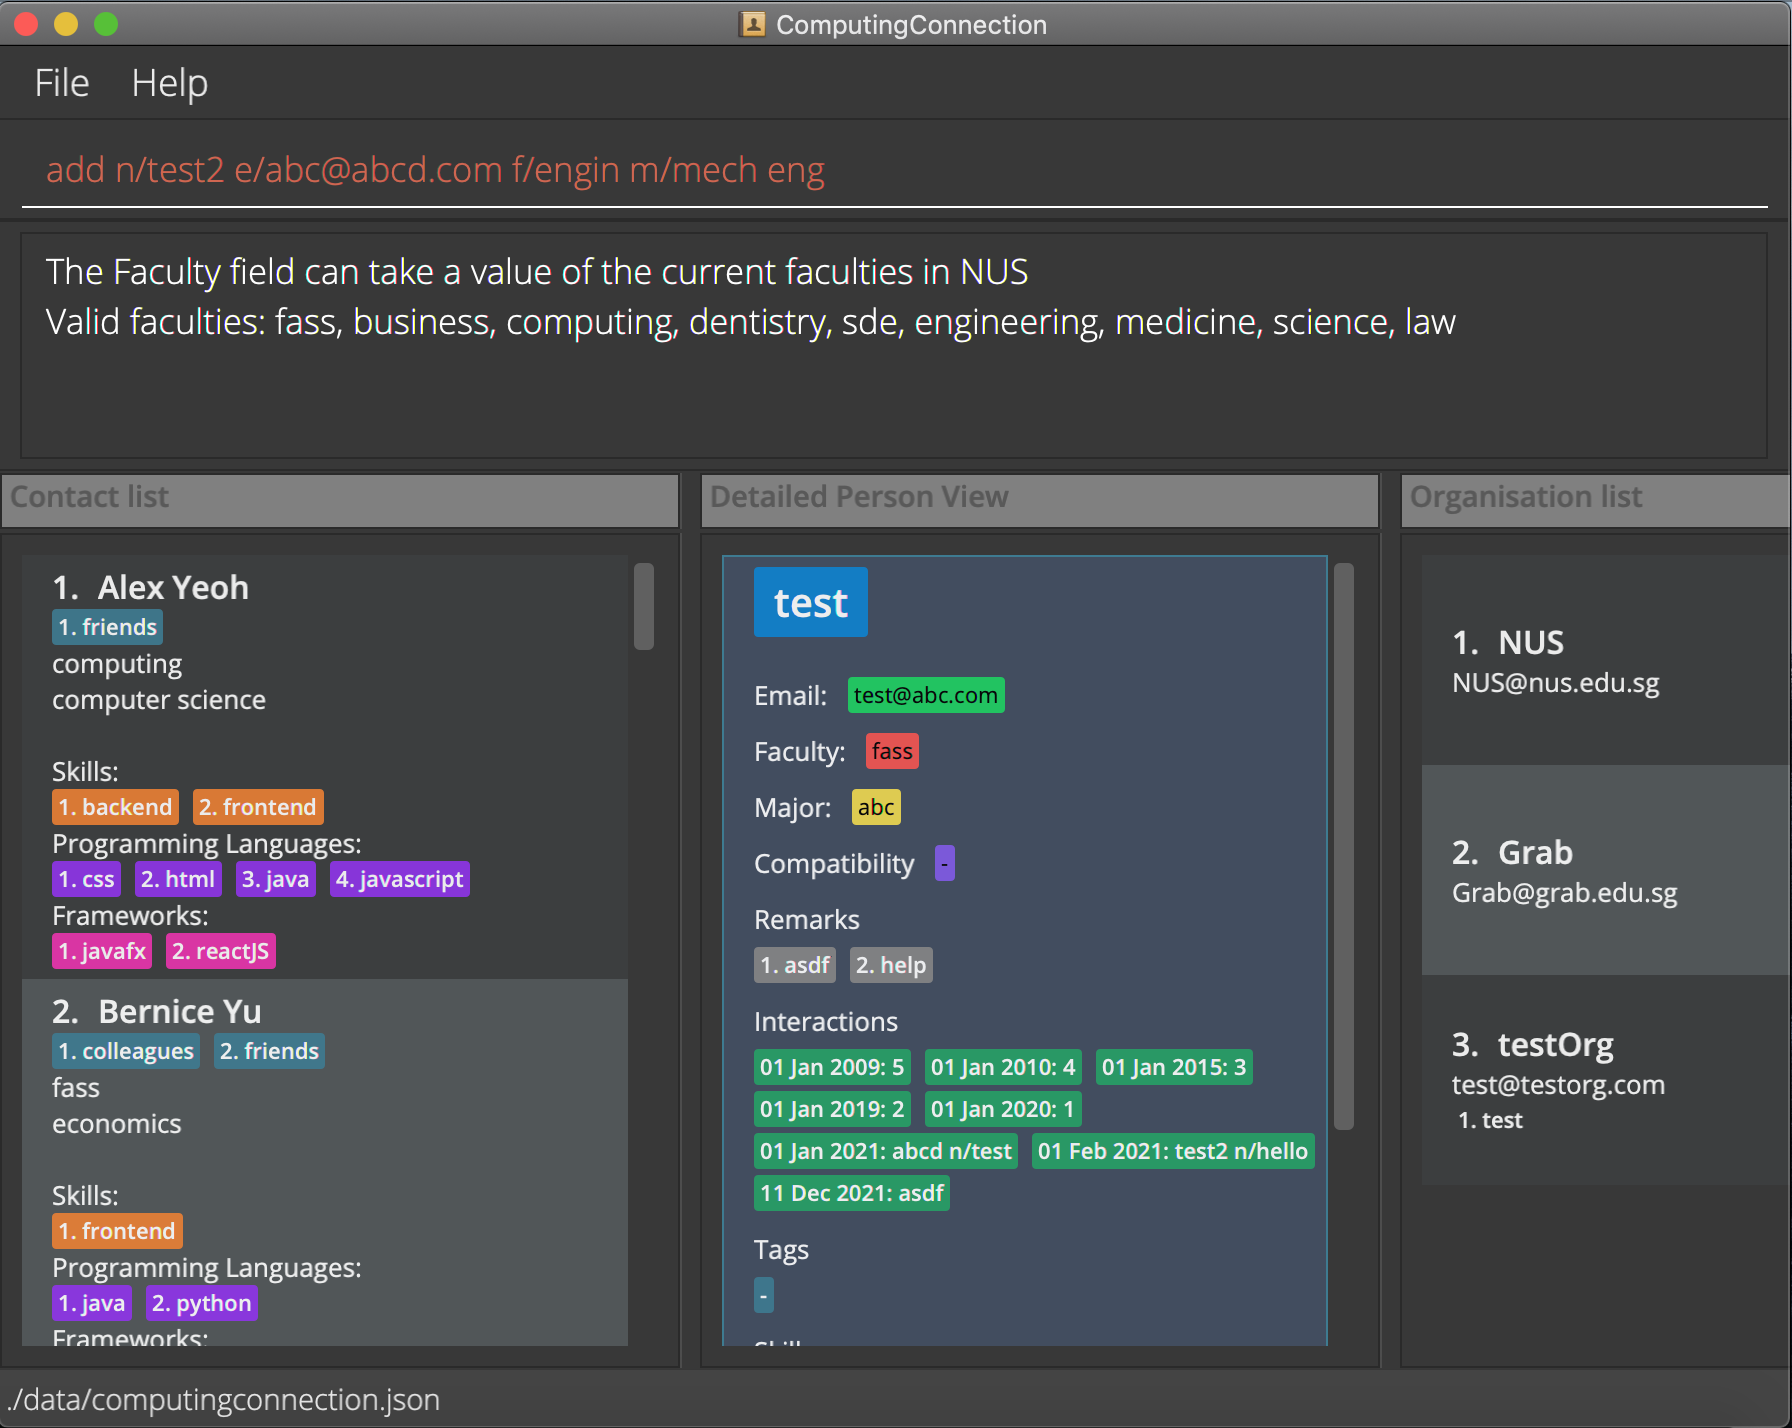 ComputingConnection
File Help
add n/test2 e/abc@abcd.com f/engin m/mech eng
The Faculty field can take a value of the current faculties in NUS
Valid faculties: fass, business, computing, dentistry, sde, engineering, medicine, science, law
Contact list
1. Alex Yeoh
1. friends
computing
computer science
Skills:
1. backend 2. frontend
Programming Languages:
1. css 2. html 3. java 4. javascript
Frameworks:
1. javafx 2. reactJS
2. Bernice Yu
1. colleagues 2. friends
fass
economics
Skills:
1. frontend
Programming Languages:
1. java 2. python
Frameworks:
Detailed Person View
test
Email: test@abc.com
Faculty: fass
Major: abc
Compatibility -
Remarks
1. asdf 2. help
Interactions
01 Jan 2009: 5 01 Jan 2010: 4 01 Jan 2015: 3
01 Jan 2019: 2 01 Jan 2020: 1
01 Jan 2021: abcd n/test 01 Feb 2021: test2 n/hello
11 Dec 2021: asdf
Tags
-
Organisation list
1. NUS
NUS@nus.edu.sg
2. Grab
Grab@grab.edu.sg
3. testOrg
test@testorg.com
1. test
./data/computingconnection.json